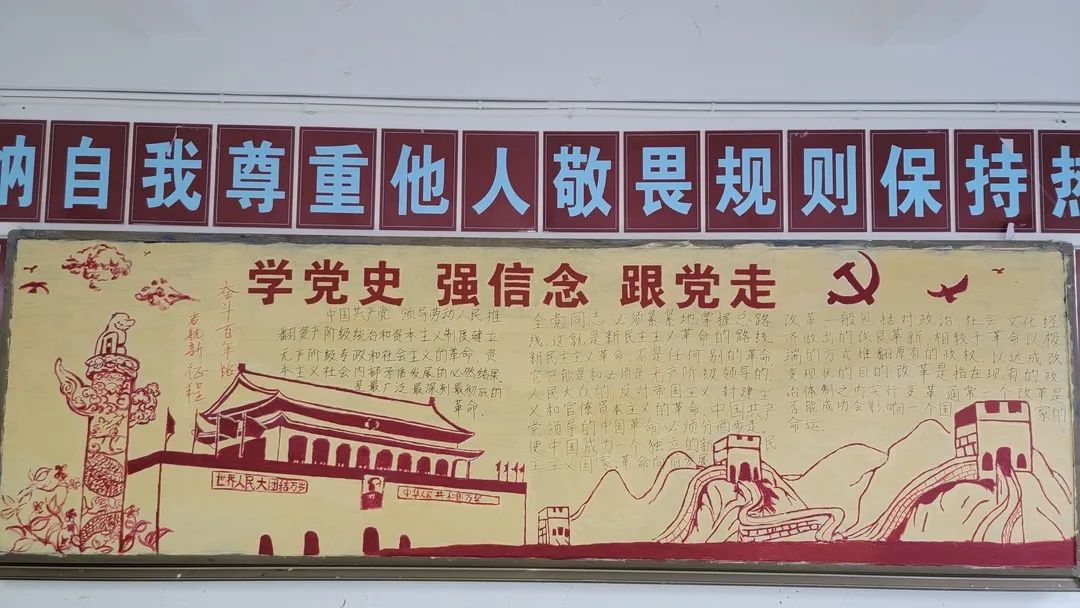 纳自我尊重他人敬畏规则保持热
学党史 强信念 跟党走
奋斗百年路
启航新征程
中国共产党 领导劳动人民推
翻资产阶级统治和资本主义制度建立
无产阶级专政和社会主义的革命 资
本主义社会内部矛盾发展的必然结果
是最广泛最深刻最彻底的
革命
全党同志必须紧紧地掌握总路
线,这就是新民主主义革命的路线,
新民主主义革命,不是任何别的革命
它只能是和必须是无产阶级领导的,
人民大众的,反对帝国主义,封建主
义和官僚资本主义的革命.中国共产
党领导的中国革命必须分两步走.
使中国成为一个独立的新民
主主义国家革命向前发展
改革一般包括对政治,社会,文化,经
济做出的改良革新.相较于革命以极
端的方式推翻原有的政权,以达成改
变现状的目的改革是指在现有的政
治体制之内实行变革通常一个改革是
否能成功会影响一个国家的
命运.
世界人民大团结万岁
中华人民共和国万岁